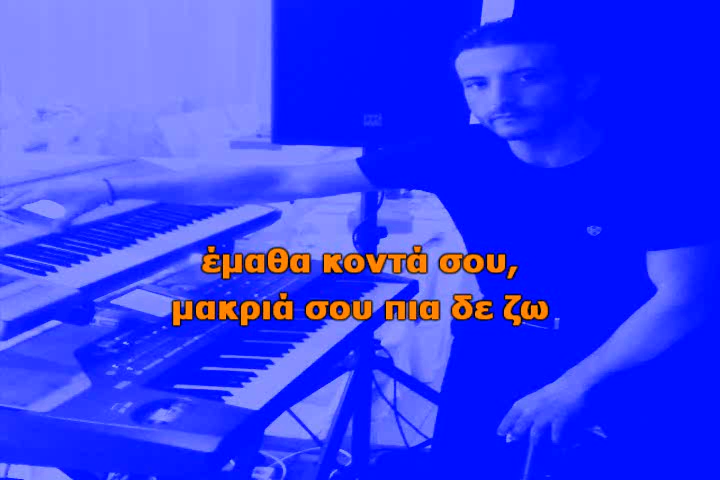 έμαθα κοντά σου,
μακριά σου πια δε ζω